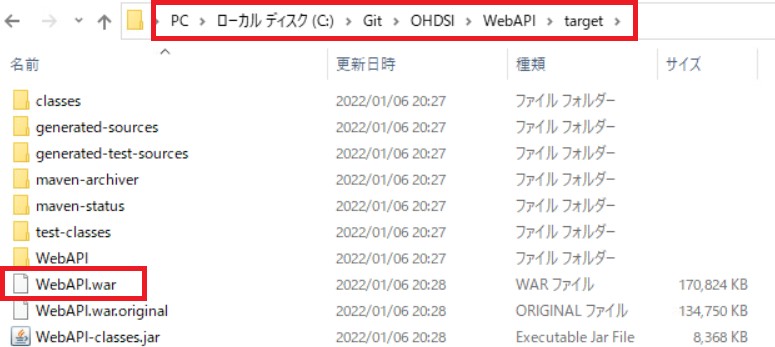 PC > ローカル ディスク (C:) > Git > OHDSI > WebAPI > target >
名前 更新日時 種類 サイズ
classes 2022/01/06 20:27 ファイル フォルダー
generated-sources 2022/01/06 20:27 ファイル フォルダー
generated-test-sources 2022/01/06 20:27 ファイル フォルダー
maven-archiver 2022/01/06 20:27 ファイル フォルダー
maven-status 2022/01/06 20:27 ファイル フォルダー
test-classes 2022/01/06 20:27 ファイル フォルダー
WebAPI 2022/01/06 20:27 ファイル フォルダー
WebAPI.war 2022/01/06 20:28 WAR ファイル 170,824 KB
WebAPI.war.original 2022/01/06 20:28 ORIGINAL ファイル 134,750 KB
WebAPI-classes.jar 2022/01/06 20:28 Executable Jar File 8,368 KB